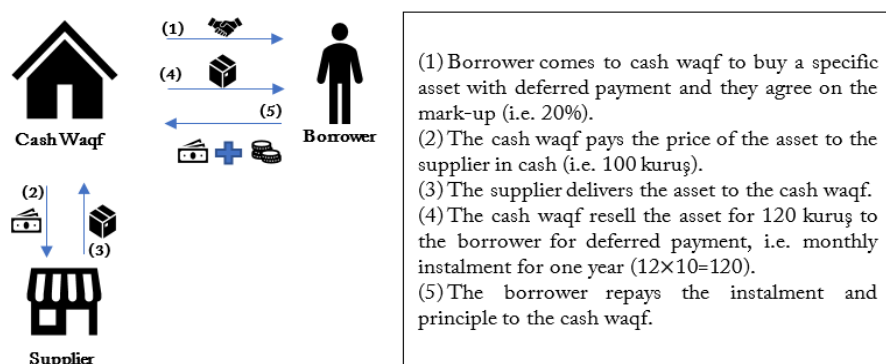 (1)
(4)
(5)
Cash Waqf
Borrower
(2)
(3)
Supplier
(1) Borrower comes to cash waqf to buy a specific
asset with deferred payment and they agree on the
mark-up (i.e. 20%).
(2) The cash waqf pays the price of the asset to the
supplier in cash (i.e. 100 kuruş).
(3) The supplier delivers the asset to the cash waqf.
(4) The cash waqf resell the asset for 120 kuruş to
the borrower for deferred payment, i.e. monthly
instalment for one year (12×10=120).
(5) The borrower repays the instalment and
principle to the cash waqf.